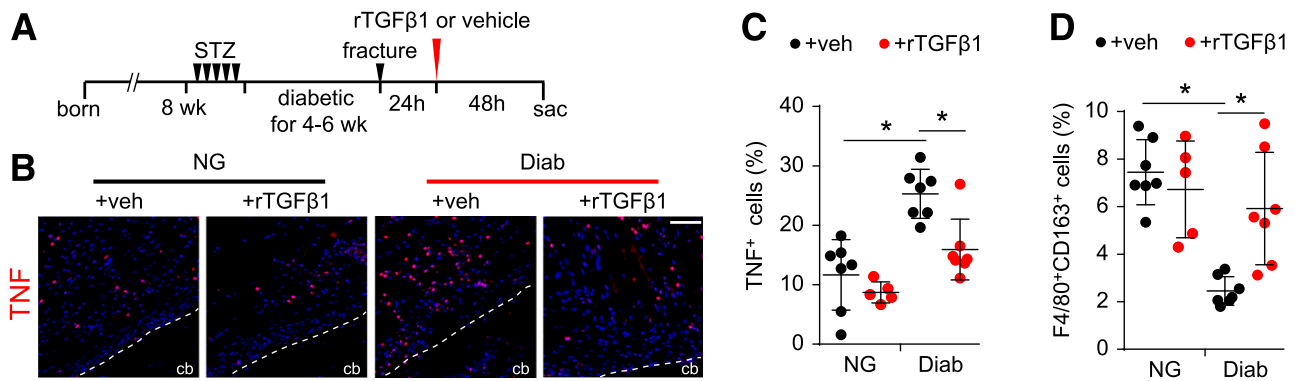 A
rTGFβ1 or vehicle
STZ
fracture
born
8 wk
diabetic
for 4-6 wk
24h
48h
sac
B
NG
Diab
+veh
+rTGFβ1
+veh
+rTGFβ1
TNF
cb
cb
cb
cb
C
+veh
+rTGFβ1
TNF⁺ cells (%)
40
30
20
10
0
*
*
NG
Diab
D
+veh
+rTGFβ1
F4/80⁺CD163⁺ cells (%)
10
8
6
4
2
0
*
*
NG
Diab